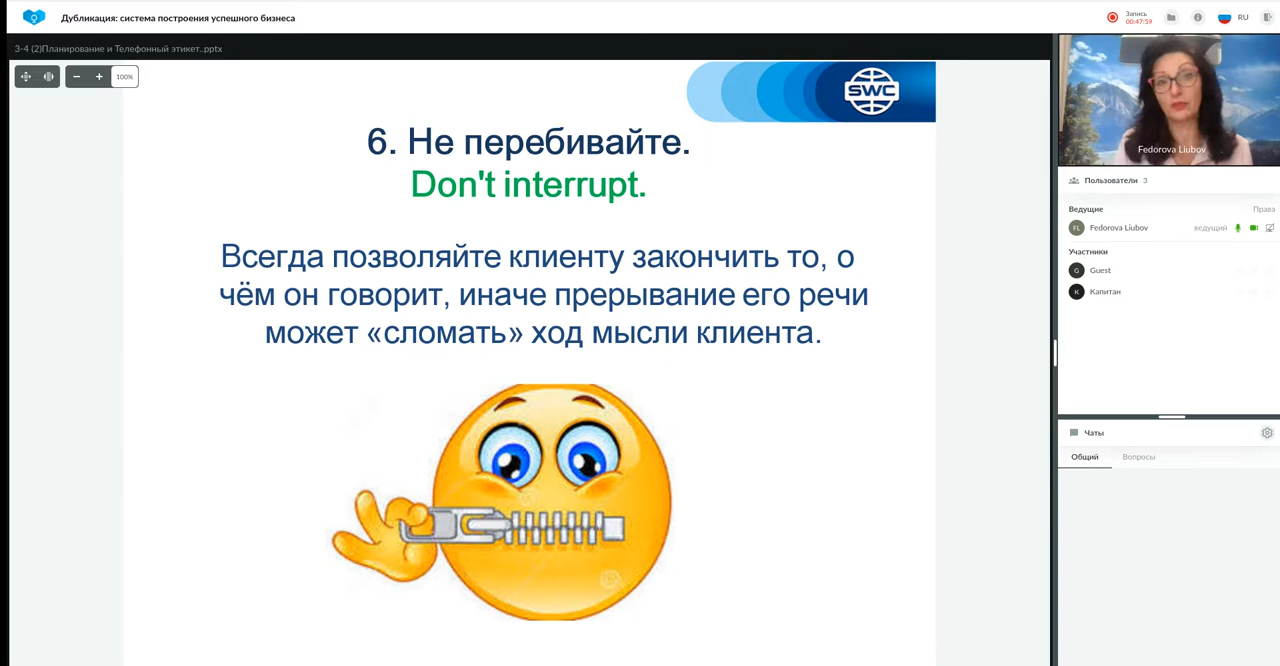 Дубликация: система построения успешного бизнеса
Запись
00:47:59
RU
3-4 (2)Планирование и Телефонный этикет..pptx
100%
SWC
6. Не перебивайте.
Don't interrupt.
Всегда позволяйте клиенту закончить то, о
чём он говорит, иначе прерывание его речи
может «сломать» ход мысли клиента.
Fedorova Liubov
Пользователи 3
Ведущие Права
FL Fedorova Liubov ведущий
Участники
G Guest
К Капитан
Чаты
Общий Вопросы